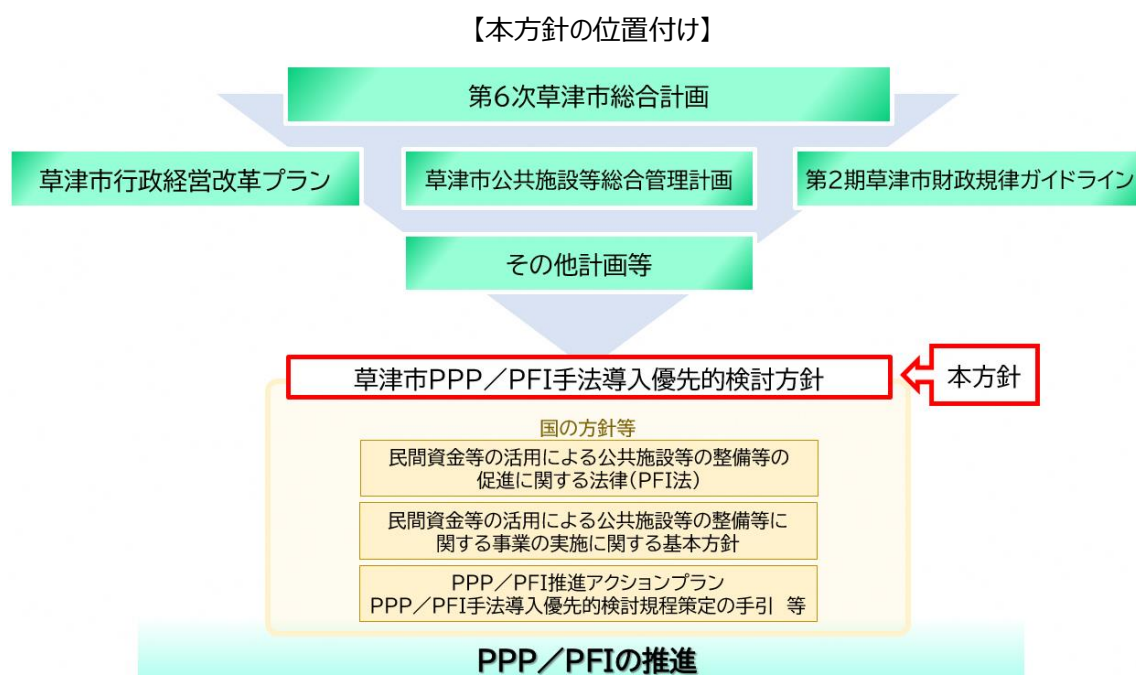 【本方針の位置付け】
第6次草津市総合計画
草津市行政経営改革プラン
草津市公共施設等総合管理計画
第2期草津市財政規律ガイドライン
その他計画等
草津市PPP／PFI手法導入優先的検討方針
本方針
国の方針等
民間資金等の活用による公共施設等の整備等の
促進に関する法律(PFI法)
民間資金等の活用による公共施設等の整備等に
関する事業の実施に関する基本方針
PPP／PFI推進アクションプラン
PPP／PFI手法導入優先的検討規程策定の手引　等
PPP／PFIの推進